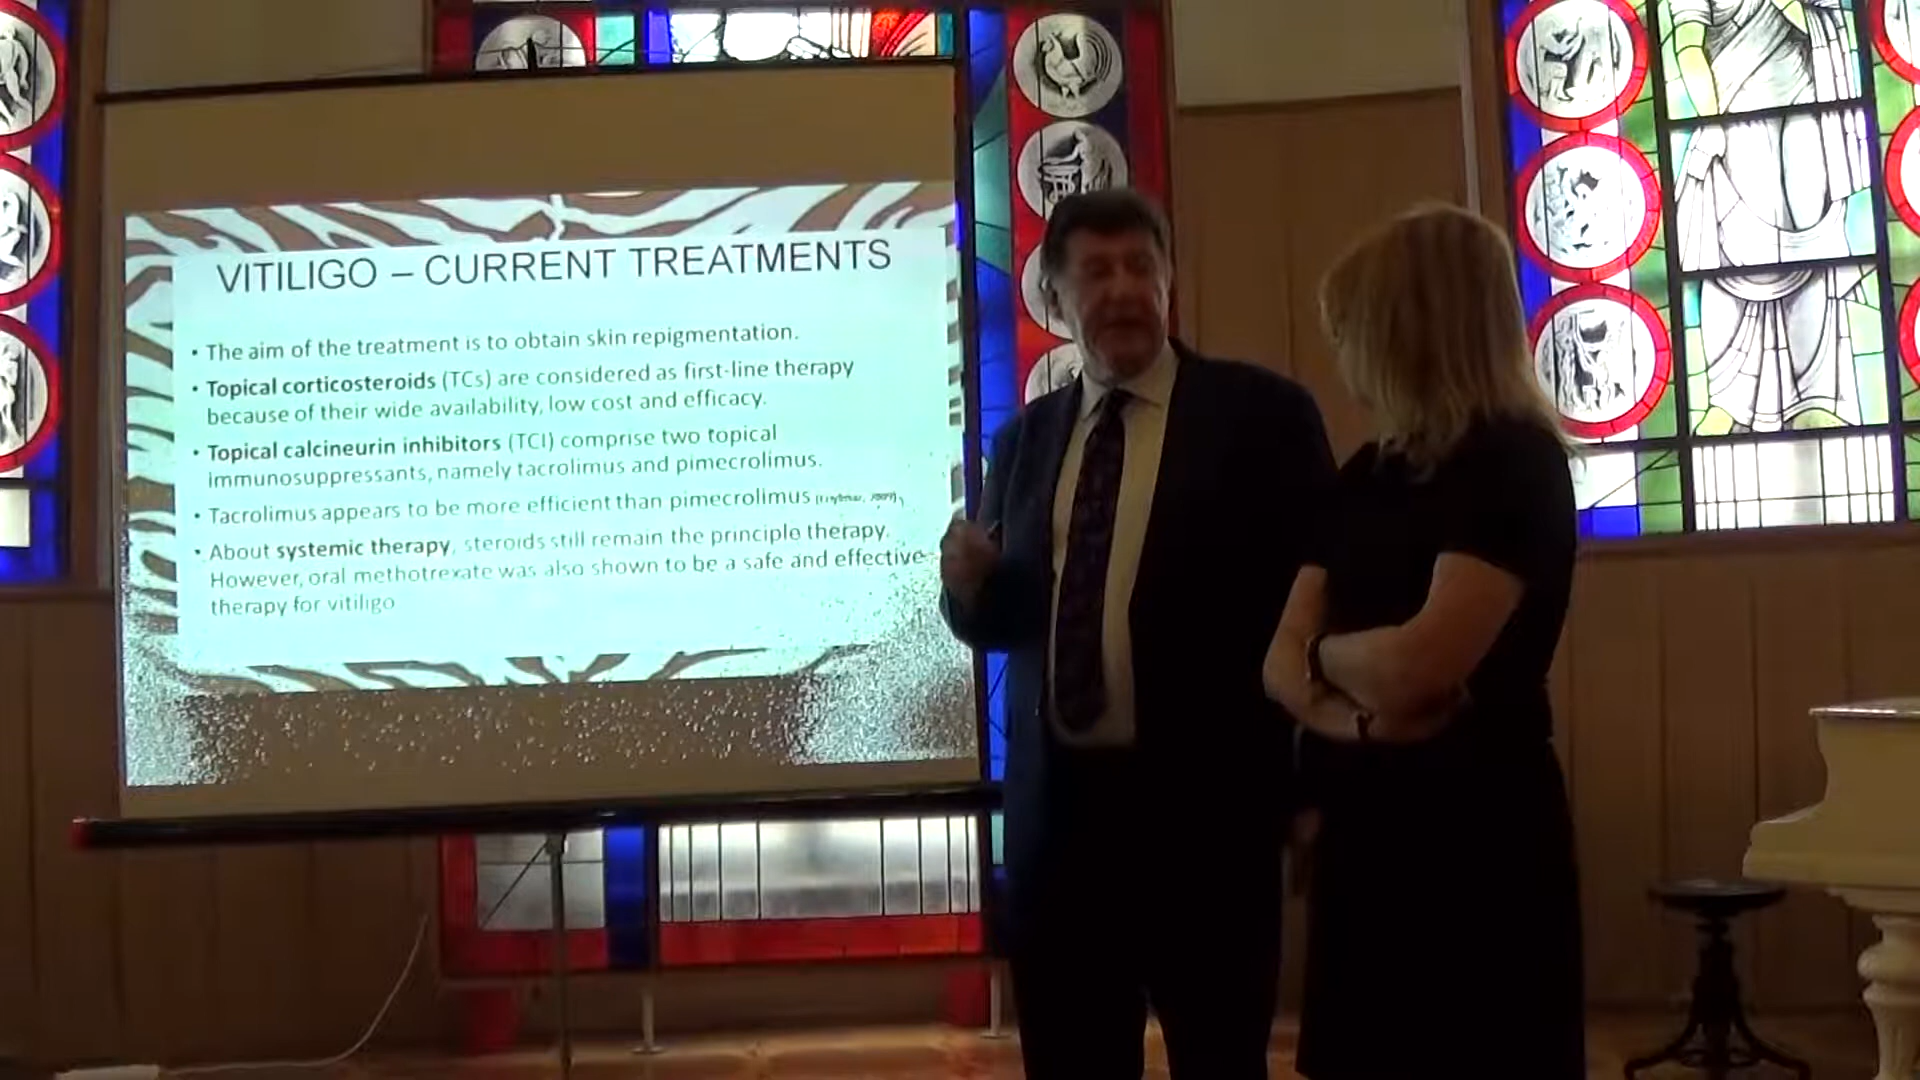 VITILIGO – CURRENT TREATMENTS
• The aim of the treatment is to obtain skin repigmentation.
• Topical corticosteroids (TCs) are considered as first-line therapy
because of their wide availability, low cost and efficacy.
• Topical calcineurin inhibitors (TCI) comprise two topical
immunosuppressants, namely tacrolimus and pimecrolimus.
• Tacrolimus appears to be more efficient than pimecrolimus
• About systemic therapy, steroids still remain the principle therapy.
However, oral methotrexate was also shown to be a safe and effective
therapy for vitiligo